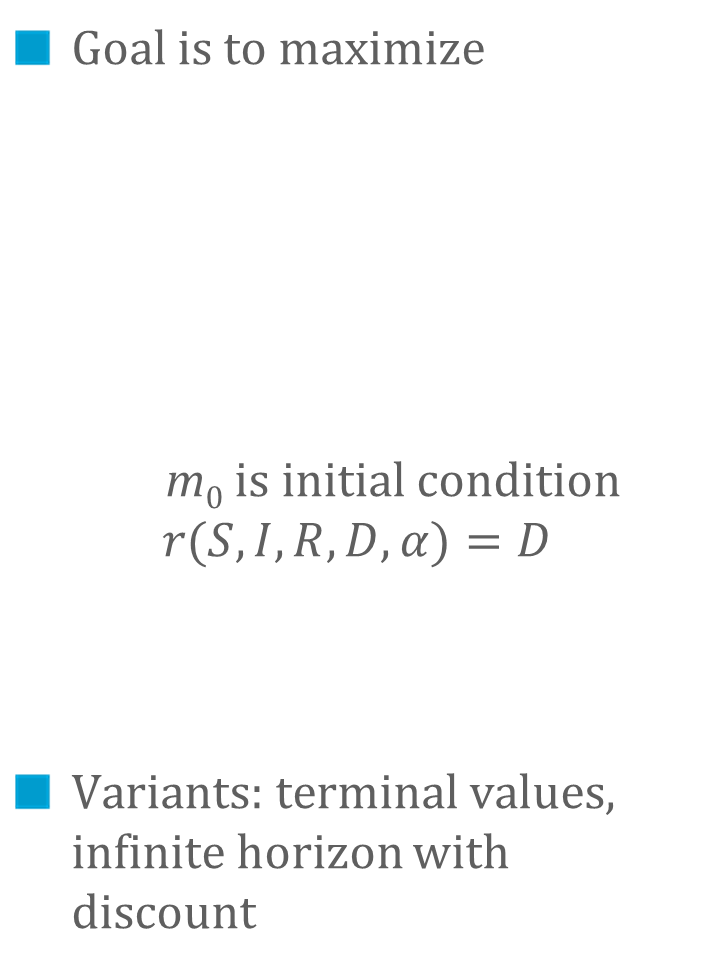 Goal is to maximize
m₀ is initial condition
r(S, I, R, D, α) = D
Variants: terminal values,
infinite horizon with
discount